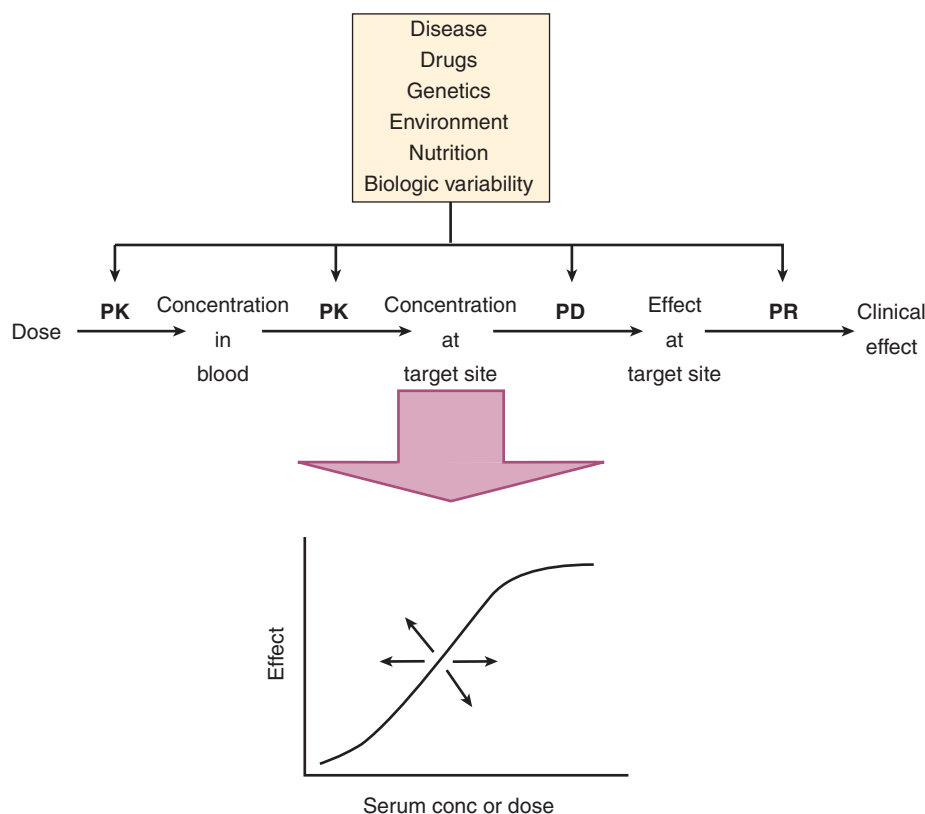 Disease
Drugs
Genetics
Environment
Nutrition
Biologic variability
Dose
PK
Concentration
in
blood
PK
Concentration
at
target site
PD
Effect
at
target site
PR
Clinical
effect
Effect
Serum conc or dose